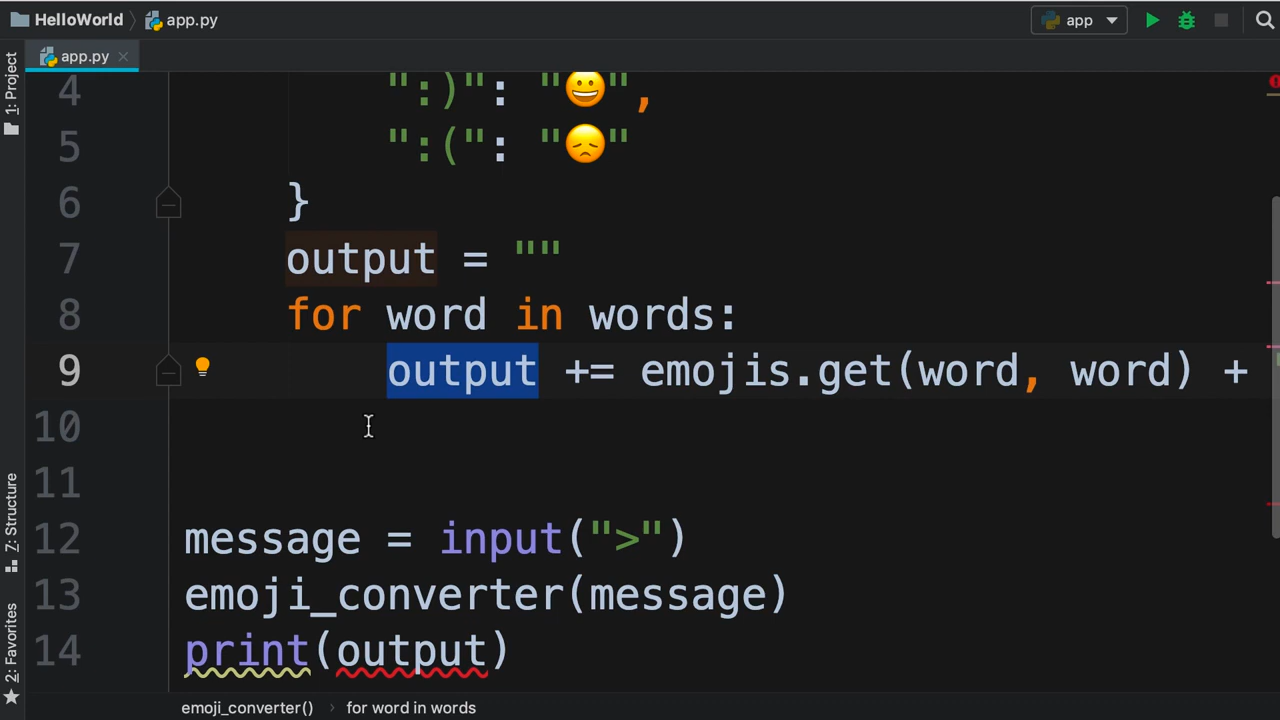 HelloWorld app.py app
app.py
1: Project
4 ":)": "😀",
5 ":(": "😞"
6 }
7 output = ""
8 for word in words:
9 output += emojis.get(word, word) +
10
11
12 message = input(">")
13 emoji_converter(message)
14 print(output)
7: Structure
2: Favorites
emoji_converter() for word in words